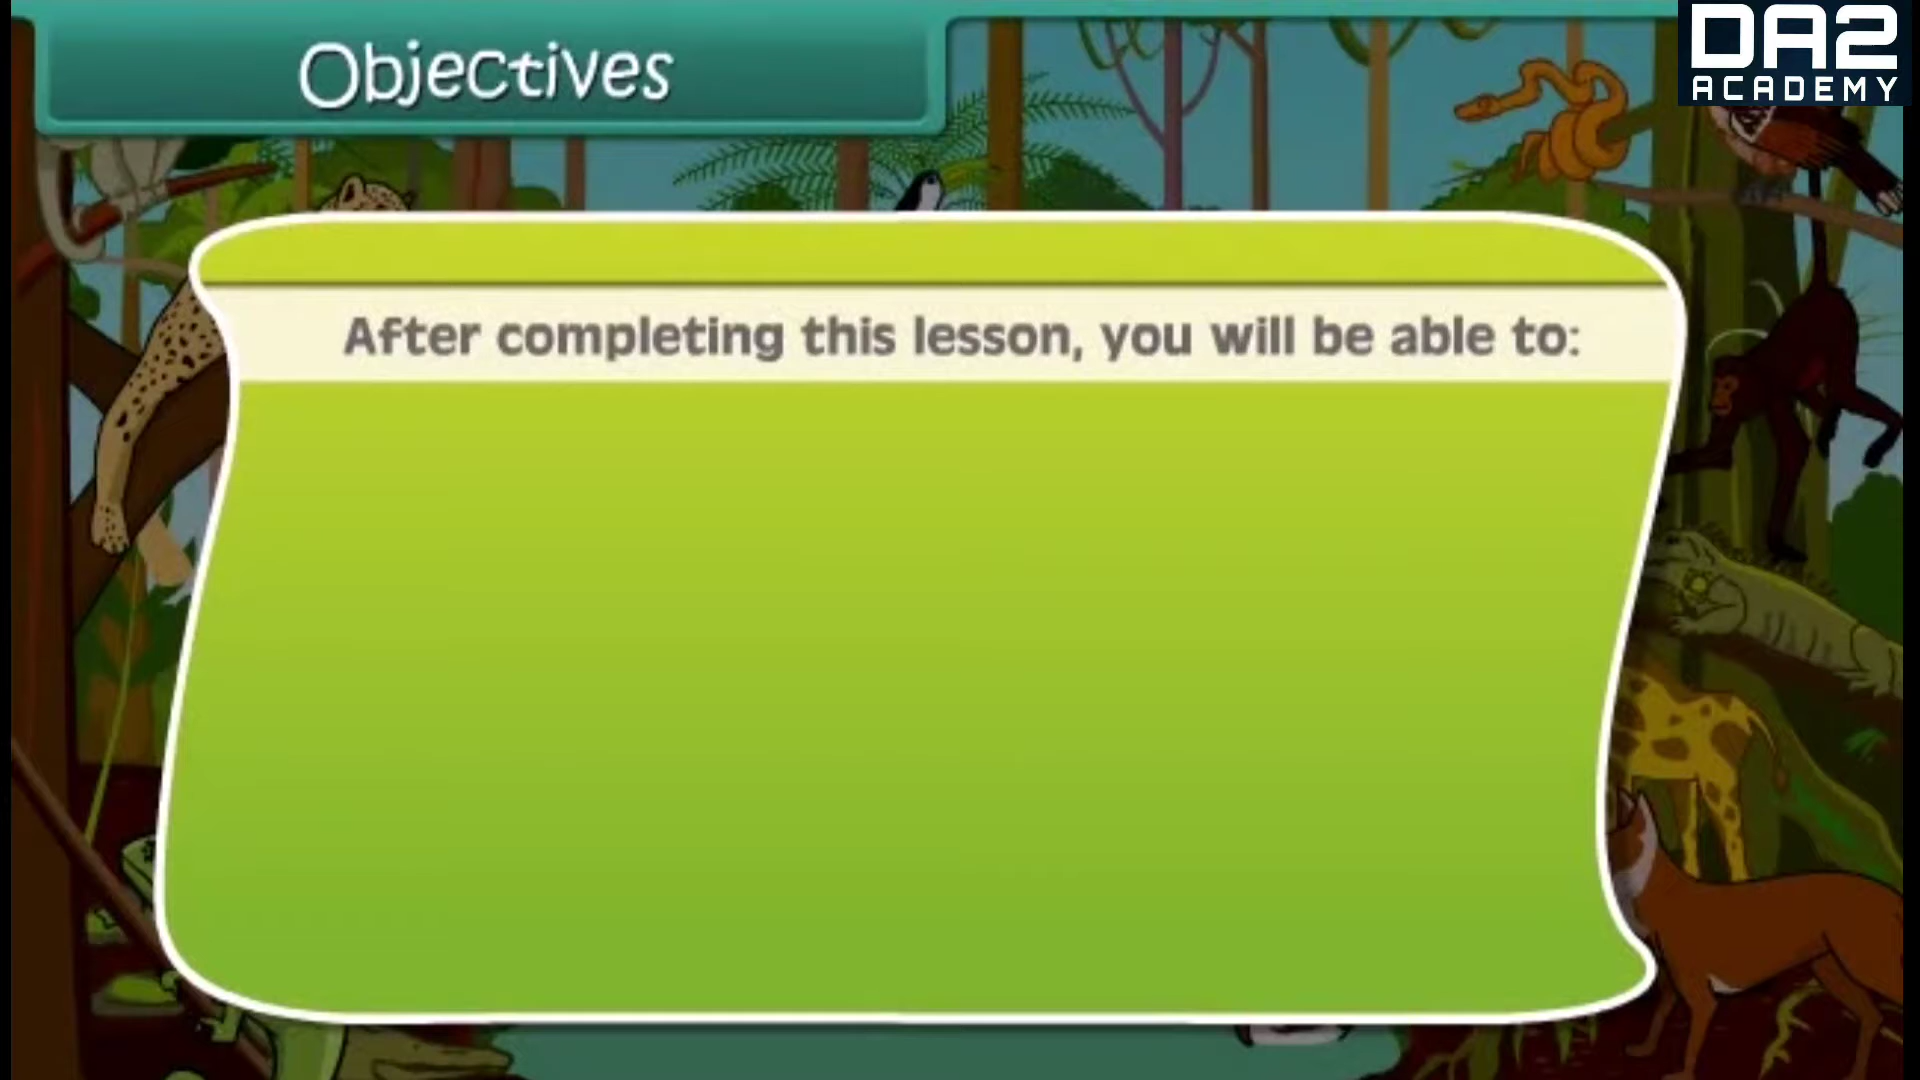 Objectives
DA2
ACADEMY
After completing this lesson, you will be able to: